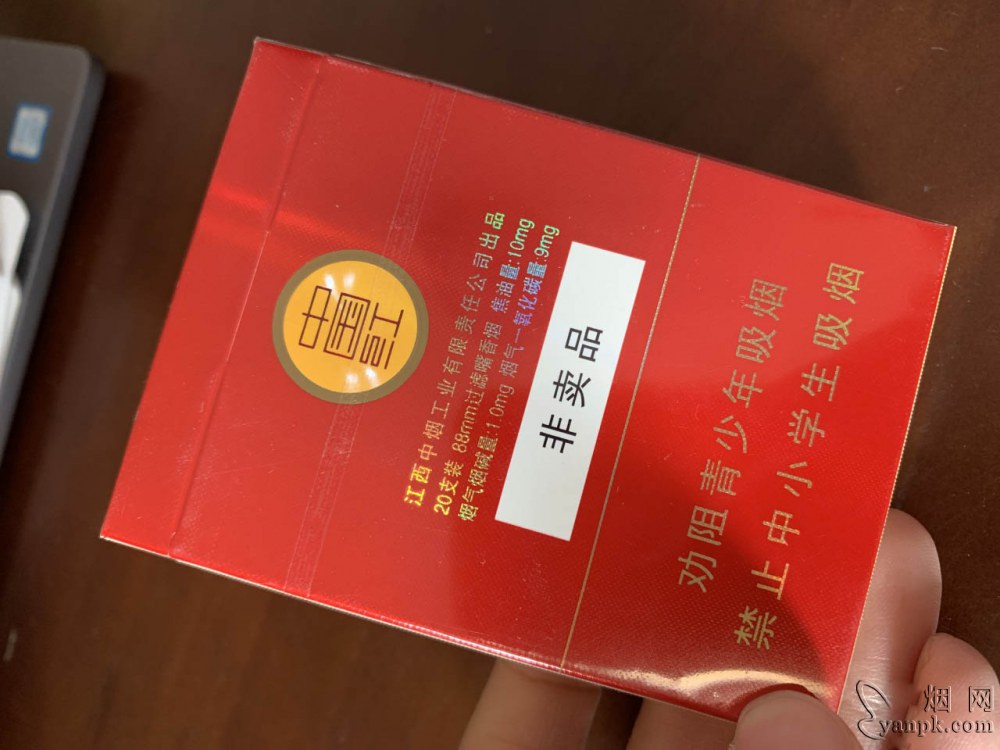 中国红
江西中烟工业有限责任公司出品
20支装 88mm过滤嘴香烟 焦油量:10mg
烟气烟碱量:1.0mg 烟气一氧化碳量:9mg
非卖品
劝阻青少年吸烟
禁止中小学生吸烟
烟网
yanpk.com